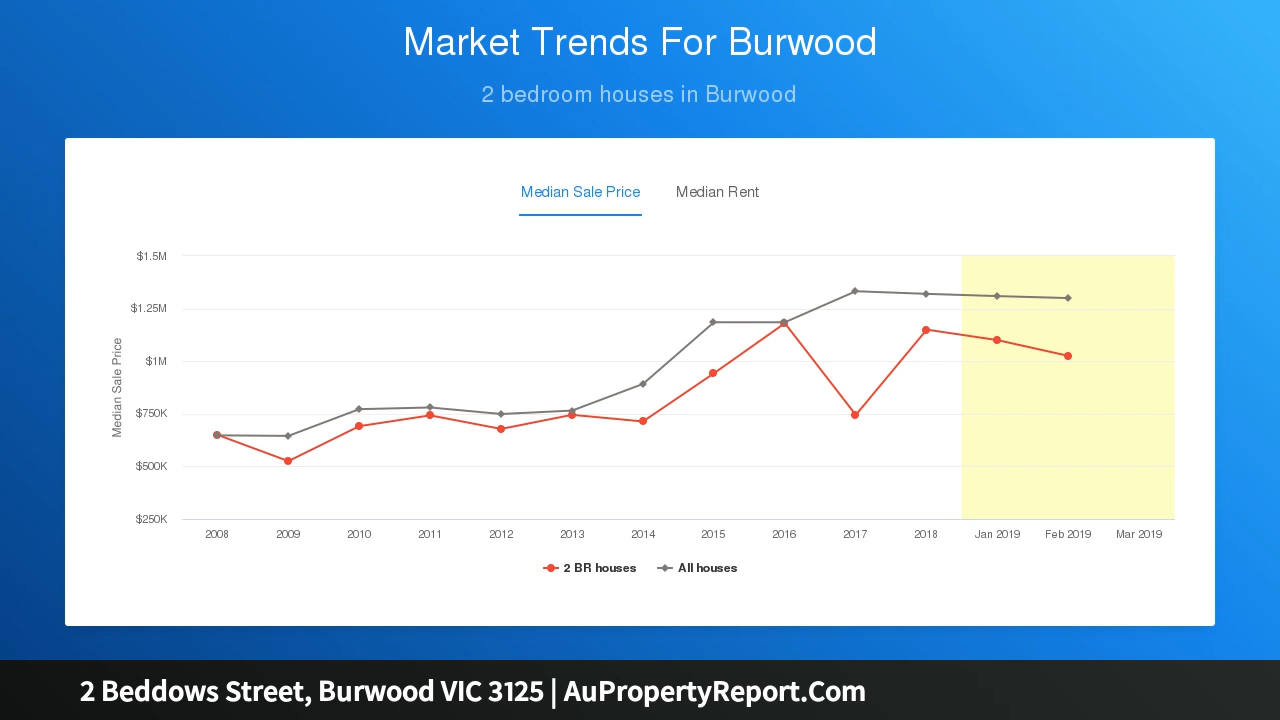 Market Trends For Burwood
2 bedroom houses in Burwood
Median Sale Price
Median Rent
Median Sale Price
$1.5M
$1.25M
$1M
$750K
$500K
$250K
2008 2009 2010 2011 2012 2013 2014 2015 2016 2017 2018 Jan 2019 Feb 2019 Mar 2019
2 BR houses
All houses
2 Beddows Street, Burwood VIC 3125 | AuPropertyReport.Com